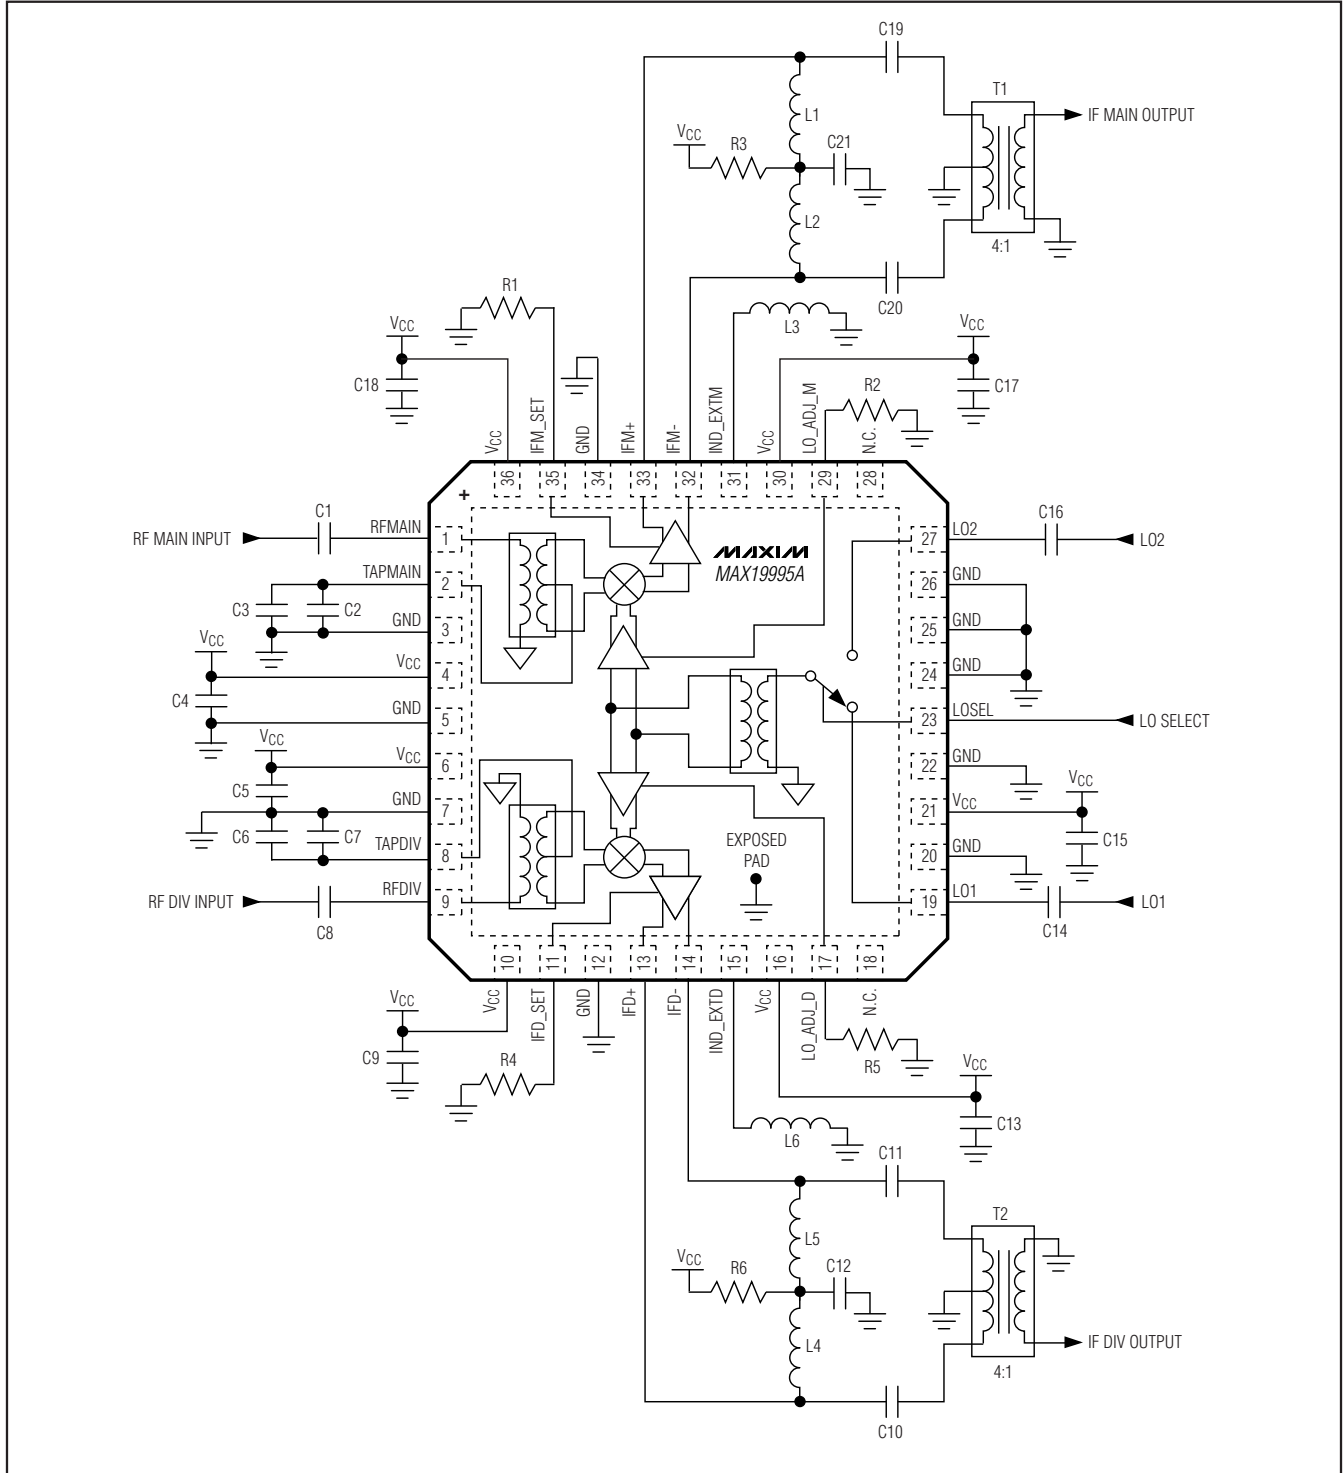 C19
T1
L1
IF MAIN OUTPUT
VCC
R3
C21
L2
4:1
R1
C20
VCC
L3
VCC
C18
C17
R2
VCC
IFM_SET
GND
IFM+
IFM-
IND_EXTM
VCC
LO_ADJ_M
N.C.
36
35
34
33
32
31
30
29
28
+
C1
RFMAIN
C16
RF MAIN INPUT
1
27
LO2
LO2
MAXIM
MAX19995A
TAPMAIN
2
26
GND
C3
C2
GND
3
25
GND
VCC
VCC
4
24
GND
C4
GND
5
23
LOSEL
LO SELECT
VCC
VCC
6
22
GND
C5
VCC
GND
7
21
VCC
C6
C7
EXPOSED
PAD
C15
TAPDIV
8
20
GND
RF DIV INPUT
RFDIV
9
19
LO1
LO1
C8
C14
10
11
12
13
14
15
16
17
18
VCC
IFD_SET
GND
IFD+
IFD-
IND_EXTD
VCC
LO_ADJ_D
N.C.
VCC
C9
R4
R5
VCC
C13
L6
C11
T2
L5
VCC
R6
C12
L4
IF DIV OUTPUT
4:1
C10